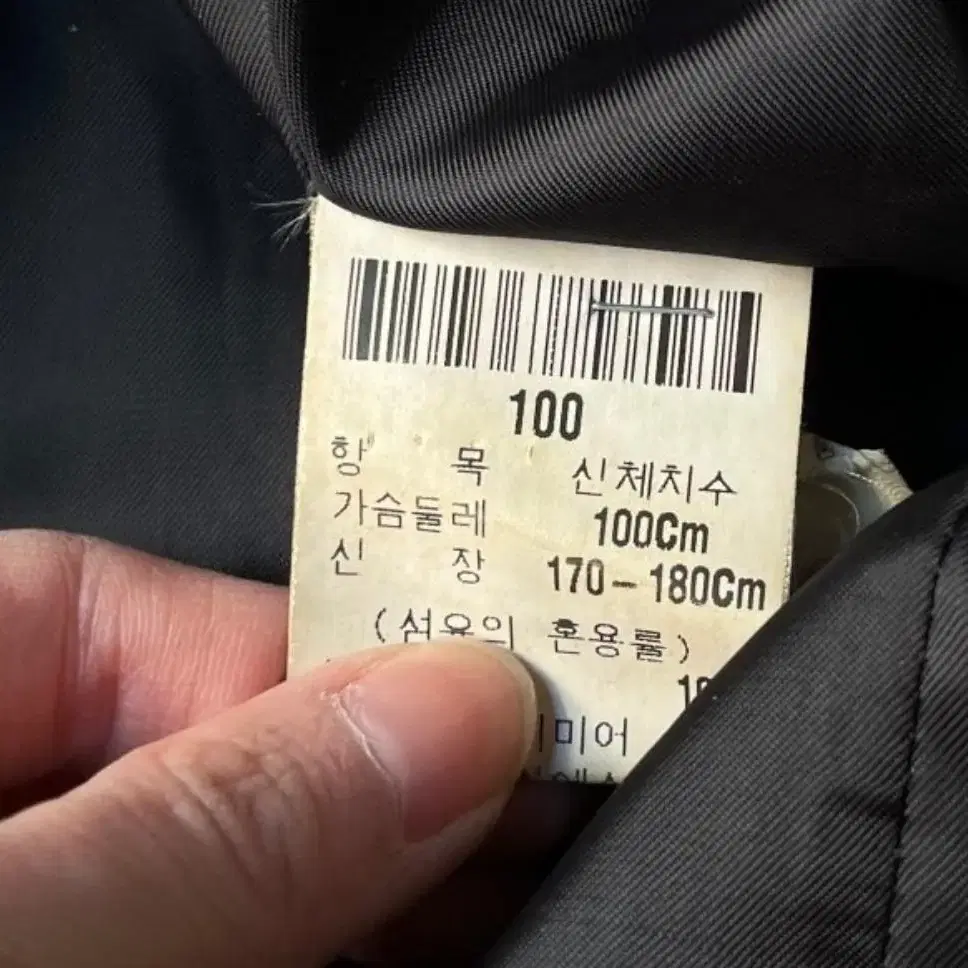 100
항 목 신체치수
가슴둘레 100Cm
신 장 170-180Cm
(섬유의 혼용률)